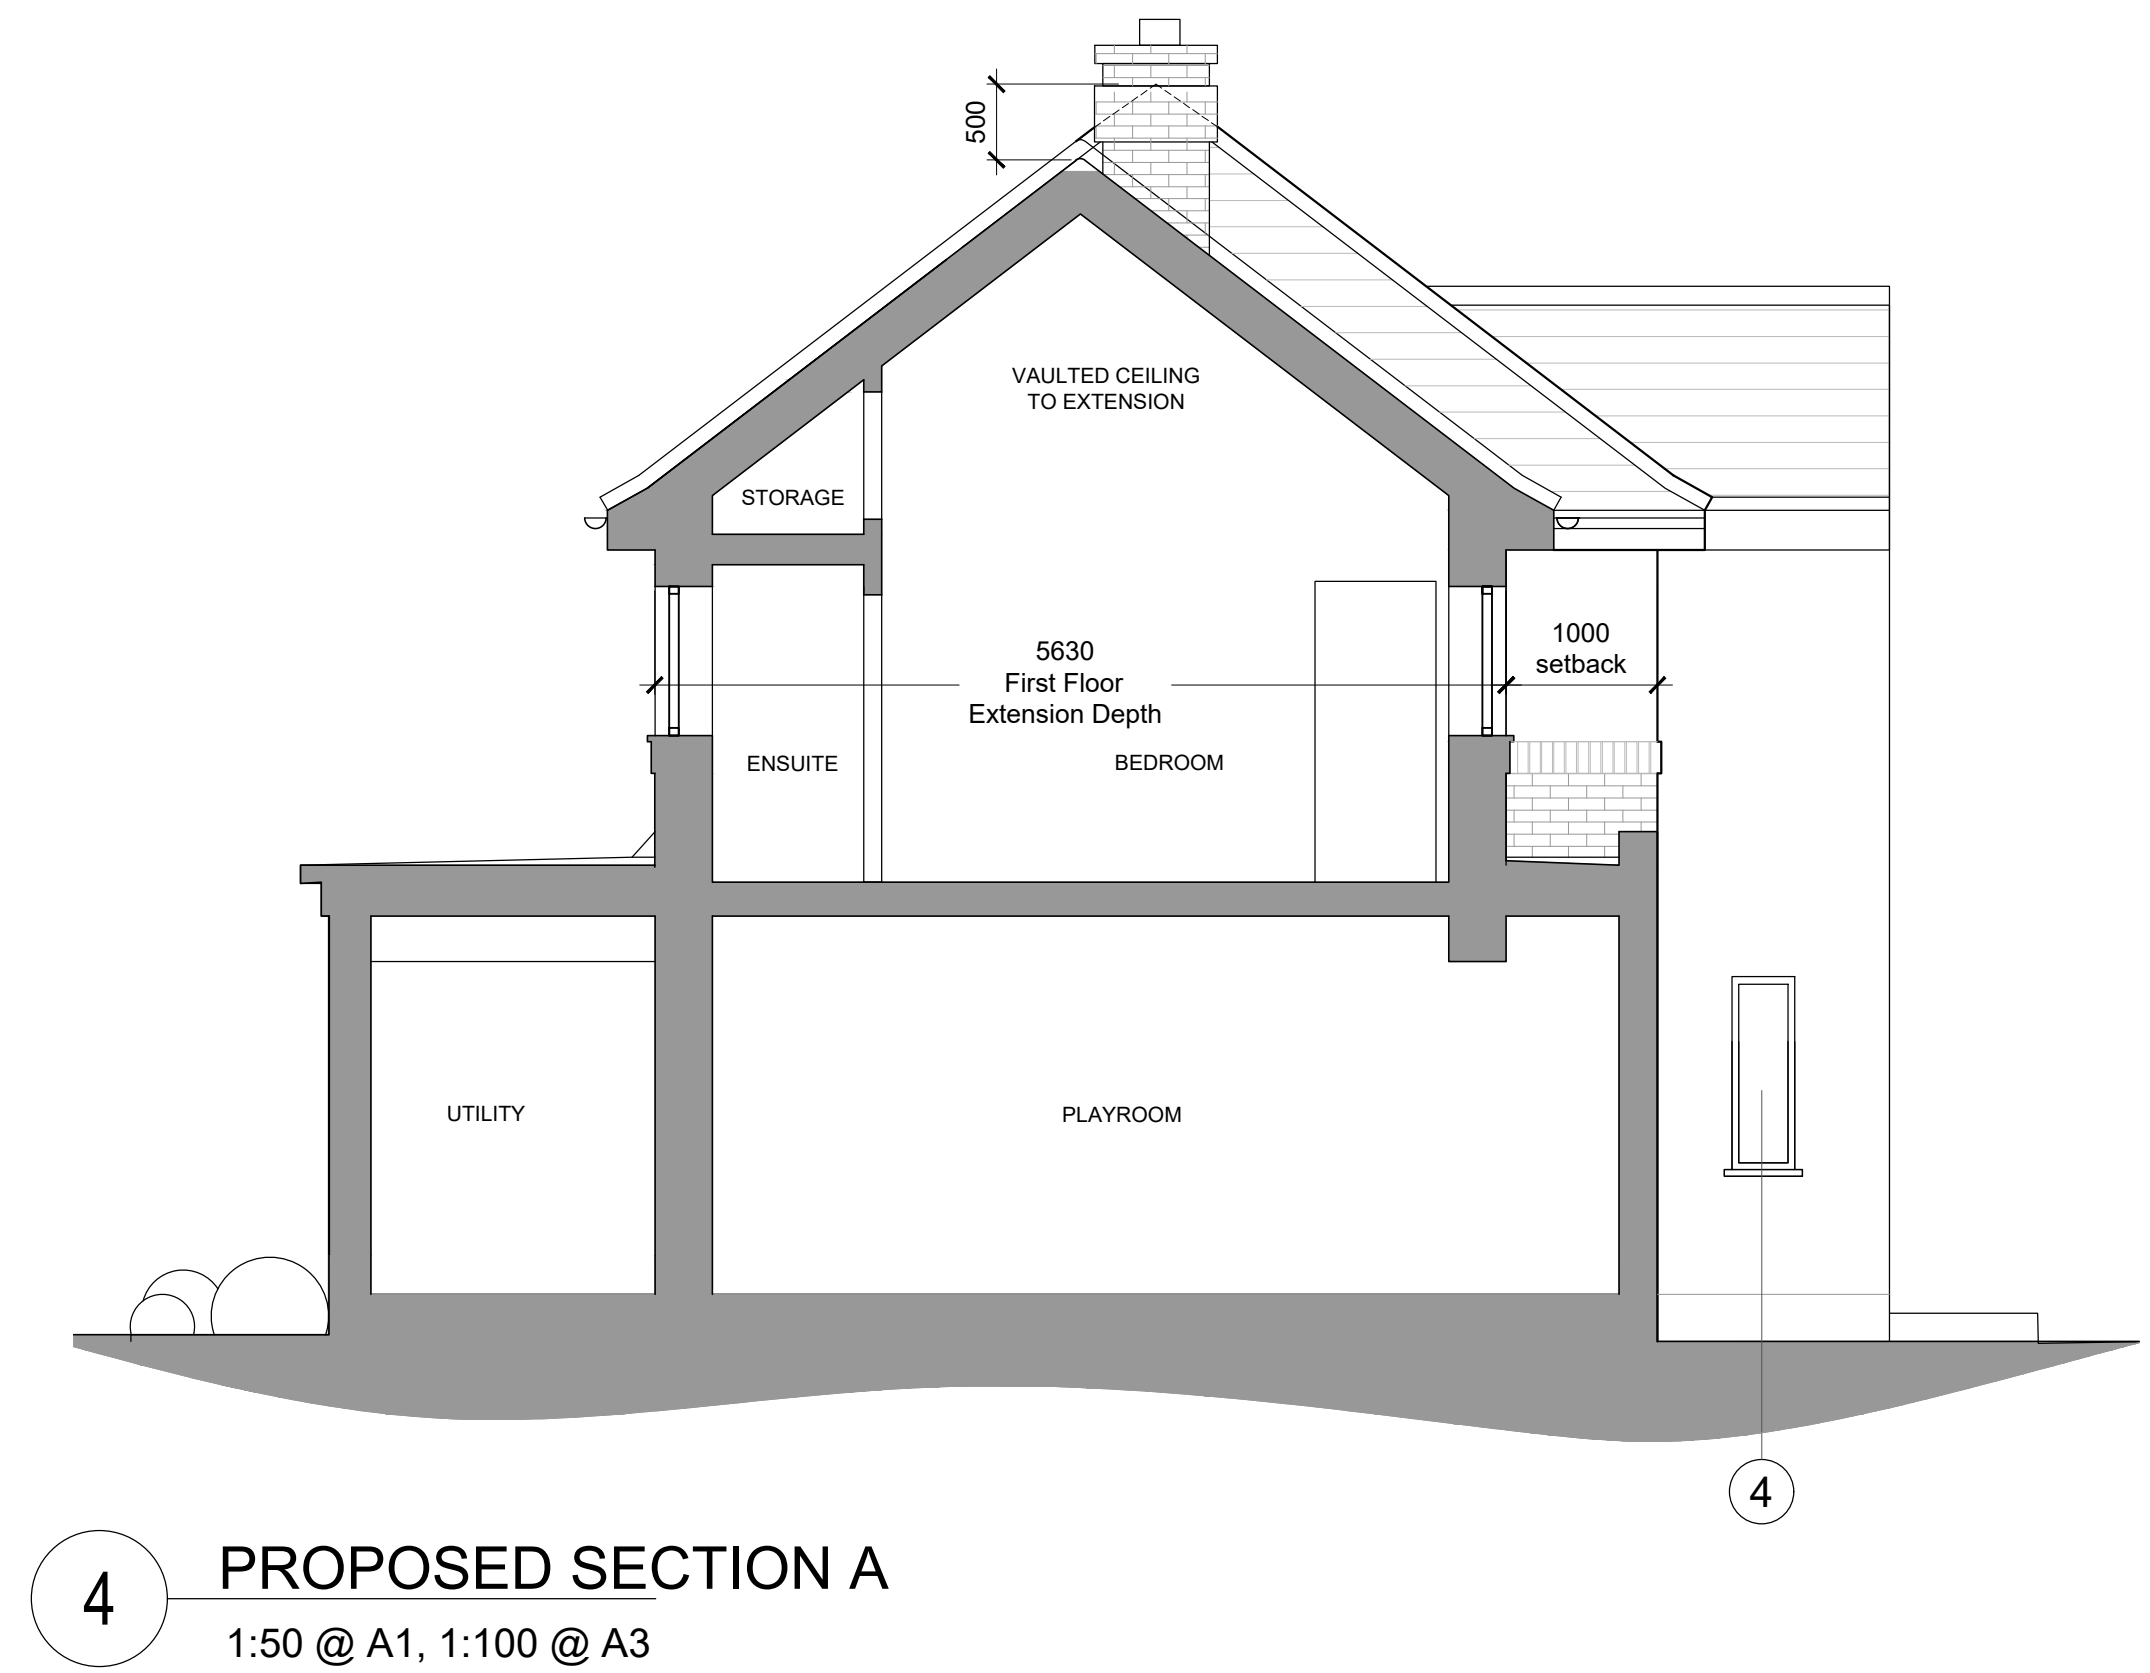 500
VAULTED CEILING
TO EXTENSION
STORAGE
5630
First Floor
Extension Depth
1000
setback
ENSUITE
BEDROOM
UTILITY
PLAYROOM
4
4
PROPOSED SECTION A
1:50 @ A1, 1:100 @ A3